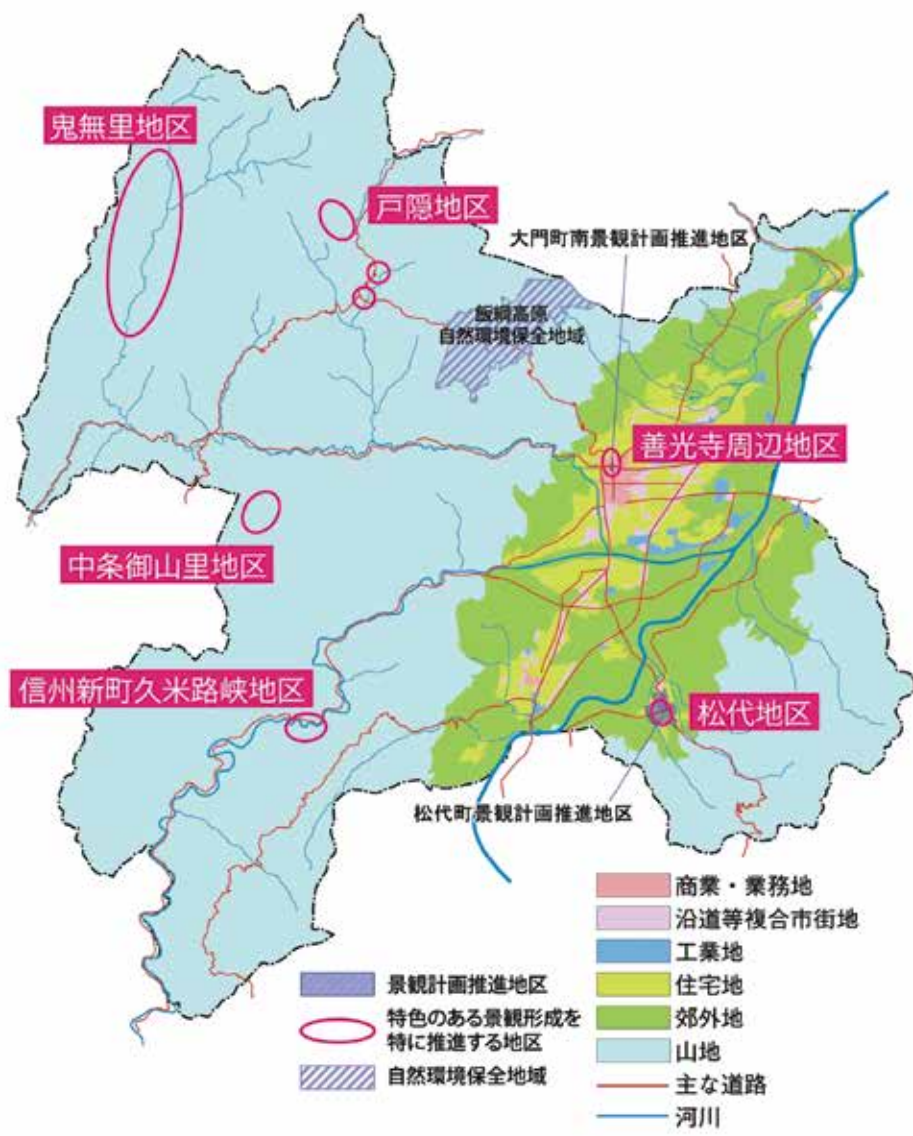 鬼無里地区
戸隠地区
大門町南景観計画推進地区
飯綱高原
自然環境保全地域
善光寺周辺地区
中条御山里地区
信州新町久米路峡地区
松代地区
松代町景観計画推進地区
商業・業務地
沿道等複合市街地
工業地
住宅地
郊外地
山地
主な道路
河川
景観計画推進地区
特色のある景観形成を
特に推進する地区
自然環境保全地域